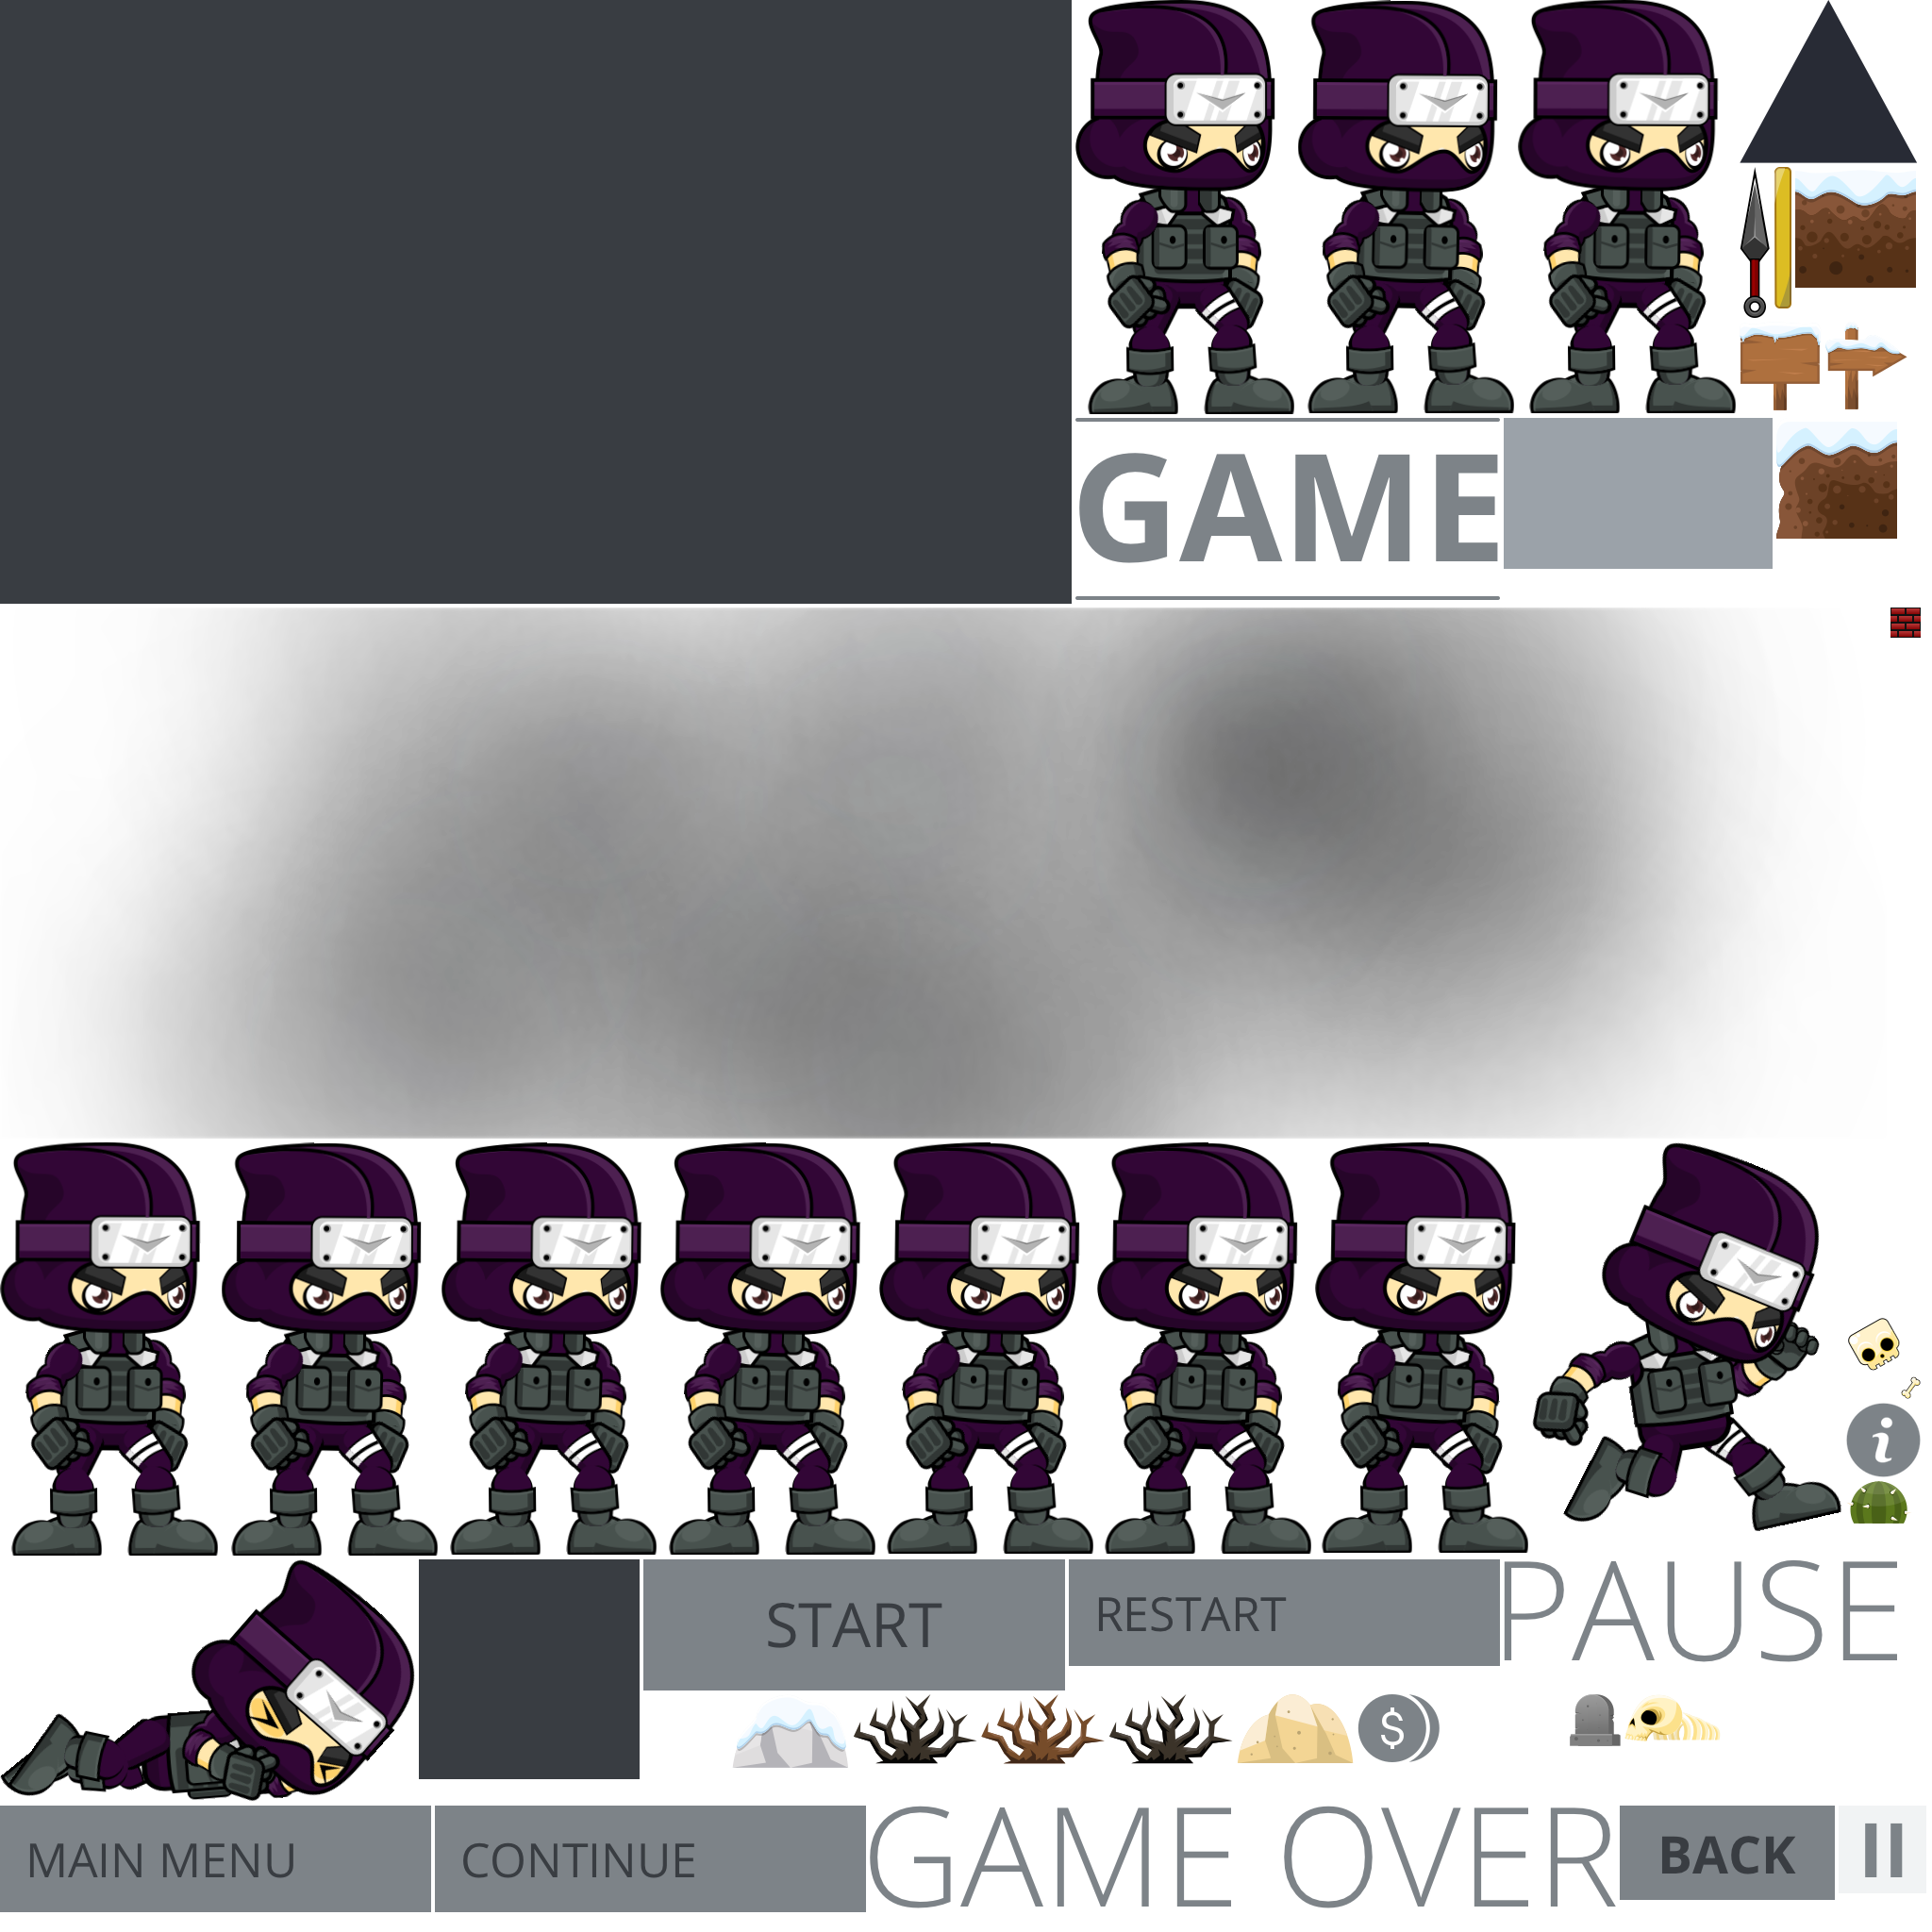 GAME
START
RESTART
PAUSE
$
i
MAIN MENU
CONTINUE
GAME OVER
BACK